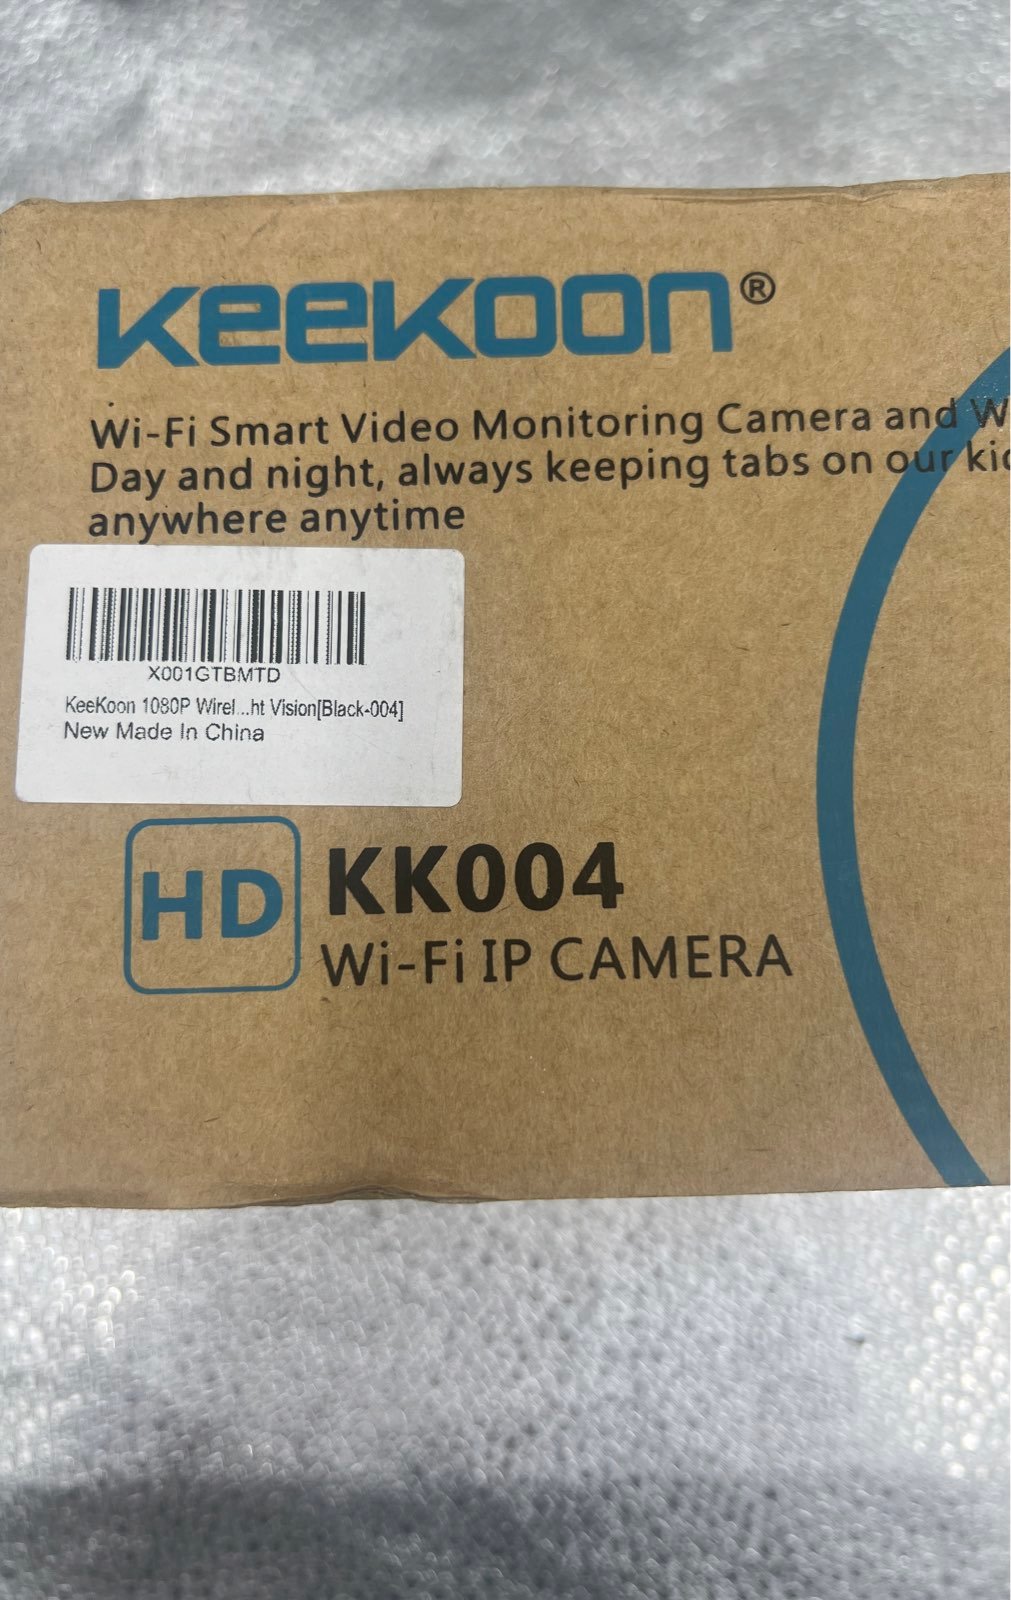 KeeKoon®
Wi-Fi Smart Video Monitoring Camera and
Day and night, always keeping tabs on our
anywhere anytime
X001GTBMTD
KeeKoon 1080P Wirel...ht Vision[Black-004]
New Made In China
HD
KK004
Wi-Fi IP CAMERA